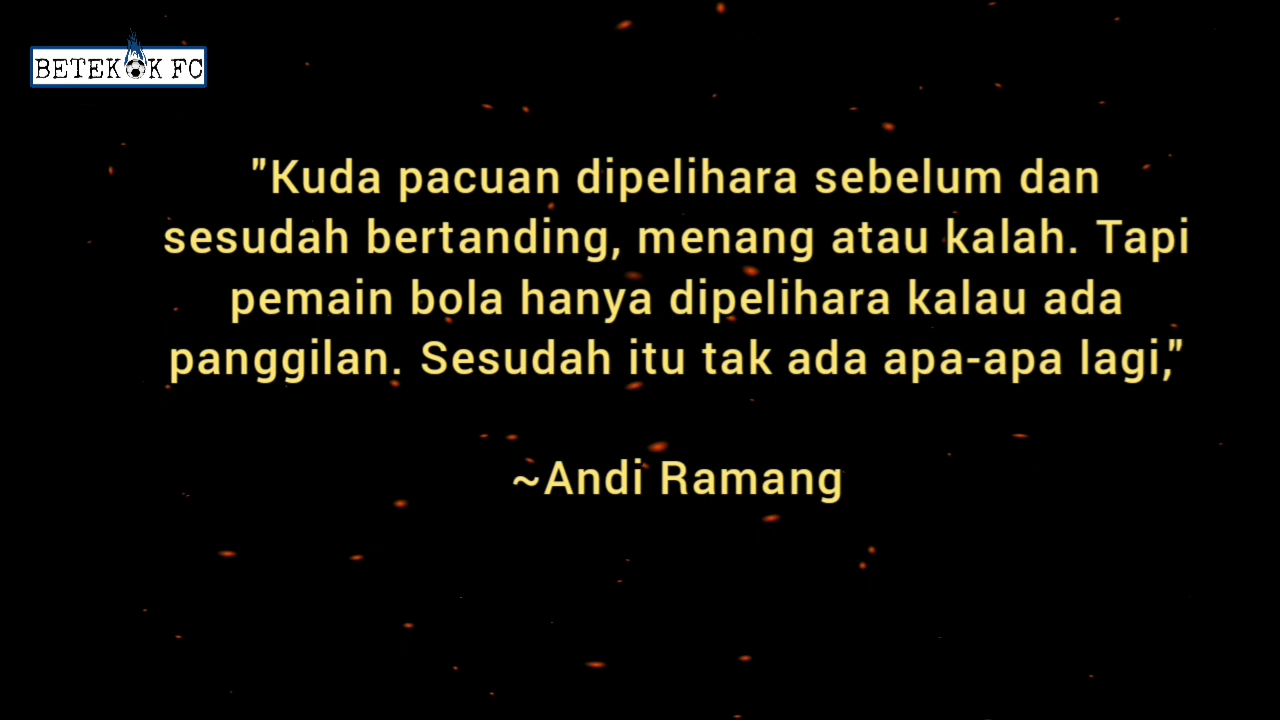 BETEKOK FC
"Kuda pacuan dipelihara sebelum dan
sesudah bertanding, menang atau kalah. Tapi
pemain bola hanya dipelihara kalau ada
panggilan. Sesudah itu tak ada apa-apa lagi,"
~Andi Ramang